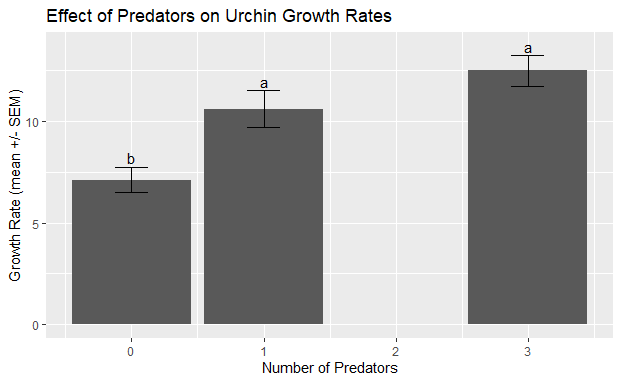 Effect of Predators on Urchin Growth Rates
Growth Rate (mean +/- SEM)
10
5
0
b
a
a
0
1
2
3
Number of Predators